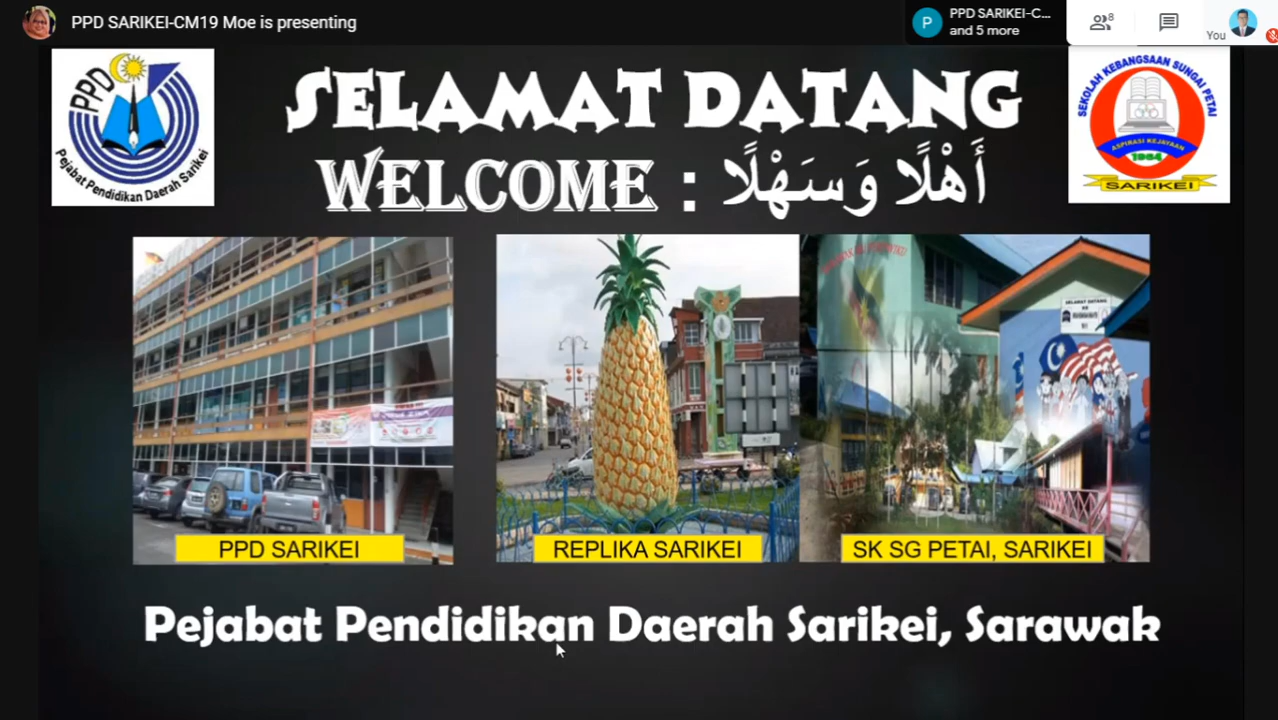 PPD SARIKEI-CM19 Moe is presenting
PPD SARIKEI-C...
and 5 more
P
8
You
PPD
Pejabat Pendidikan Daerah Sarikei
SELAMAT DATANG
WELCOME : أَهْلًا وَسَهْلًا
SEKOLAH KEBANGSAAN SUNGAI PETAI
ASPIRASI KEJAYAAN
1964
SARIKEI
SELAMAT DATANG
PPD SARIKEI
REPLIKA SARIKEI
SK SG PETAI, SARIKEI
Pejabat Pendidikan Daerah Sarikei, Sarawak